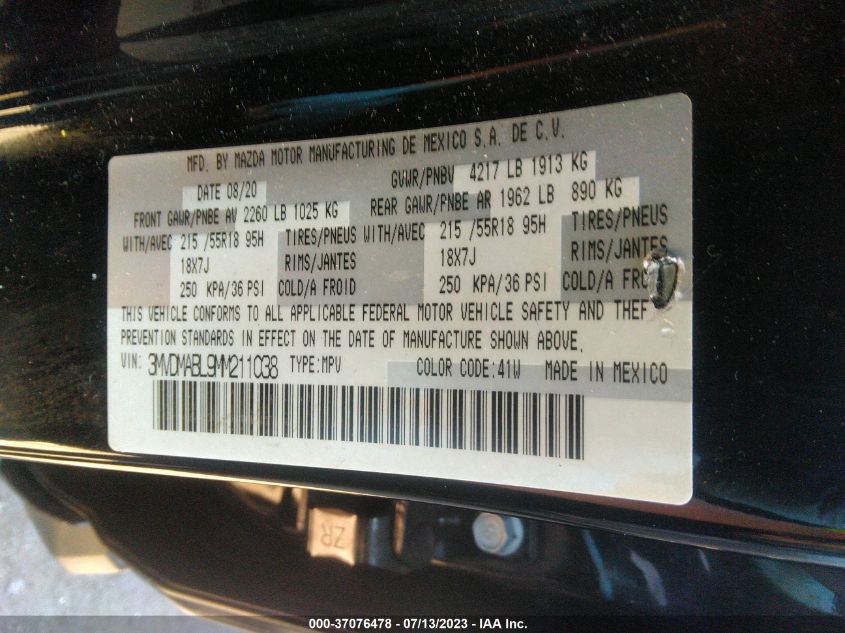 MFD. BY MAZDA MOTOR MANUFACTURING DE MEXICO S.A. DE C.V.
DATE 08/20 GVWR/PNBV 4217 LB 1913 KG
FRONT GAWR/PNBE AV 2260 LB 1025 KG REAR GAWR/PNBE AR 1962 LB 890 KG
WITH/AVEC 215 /55R18 95H TIRES/PNEUS WITH/AVEC 215 /55R18 95H TIRES/PNEUS
18X7J RIMS/JANTES 18X7J RIMS/JANTES
250 KPA/36 PSI COLD/A FROID 250 KPA/36 PSI COLD/A
THIS VEHICLE CONFORMS TO ALL APPLICABLE FEDERAL MOTOR VEHICLE SAFETY AND THEFT
PREVENTION STANDARDS IN EFFECT ON THE DATE OF MANUFACTURE SHOWN ABOVE.
VIN: 3MVDMABL9MM211038 TYPE:MPV COLOR CODE:41W MADE IN MEXICO
ZR
000-37076478 - 07/13/2023 - IAA Inc.